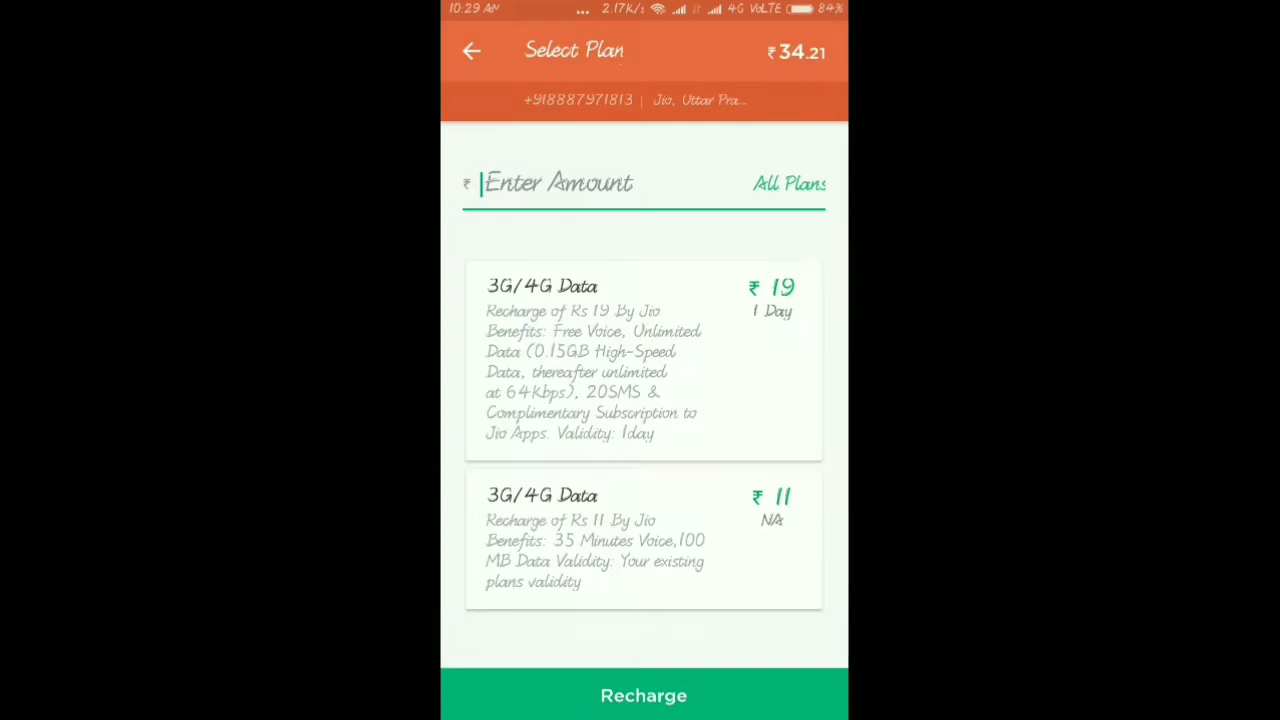 10:29 AM ... 2.17K/s 4G VoLTE 84%
Select Plan ₹34.21
+918887971813 | Jio, Uttar Pra...
₹ Enter Amount All Plans
3G/4G Data ₹ 19
Recharge of Rs 19 By Jio 1 Day
Benefits: Free Voice, Unlimited
Data (0.15GB High-Speed
Data, thereafter unlimited
at 64Kbps), 20SMS &
Complimentary Subscription to
Jio Apps. Validity: 1day
3G/4G Data ₹ 11
Recharge of Rs 11 By Jio NA
Benefits: 35 Minutes Voice,100
MB Data Validity: Your existing
plans validity
Recharge